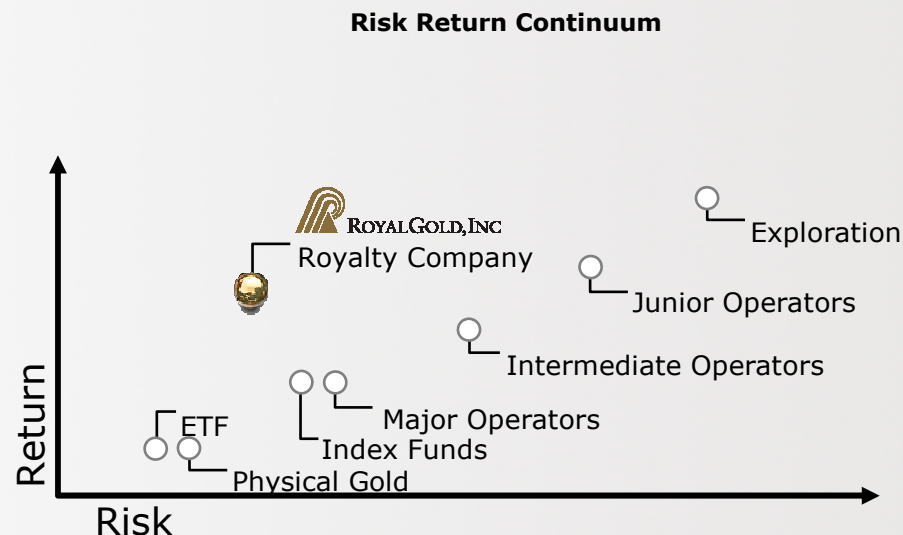 Risk Return Continuum
ROYALGOLD, INC
Royalty Company
Exploration
Junior Operators
Intermediate Operators
Major Operators
ETF
Index Funds
Physical Gold
Return
Risk